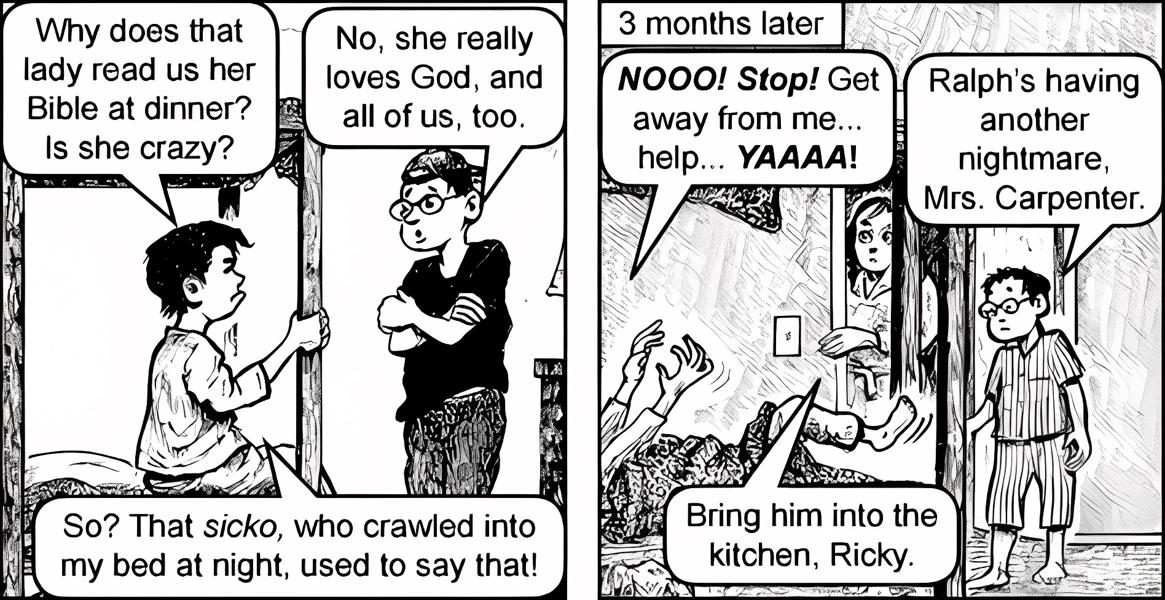 Why does that
lady read us her
Bible at dinner?
Is she crazy?
No, she really
loves God, and
all of us, too.
So? That sicko, who crawled into
my bed at night, used to say that!
3 months later
NOOO! Stop! Get
away from me...
help... YAAAA!
Ralph's having
another
nightmare,
Mrs. Carpenter.
Bring him into the
kitchen, Ricky.